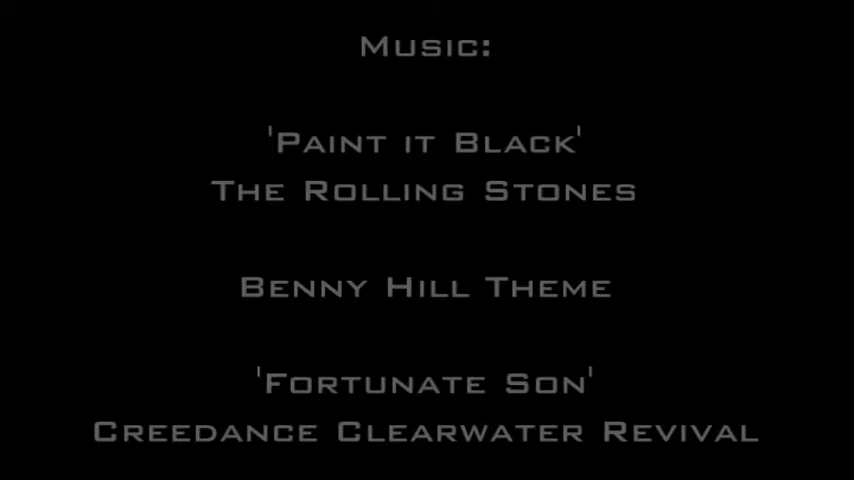 Music:
'Paint it Black'
The Rolling Stones
Benny Hill Theme
'Fortunate Son'
Creedance Clearwater Revival